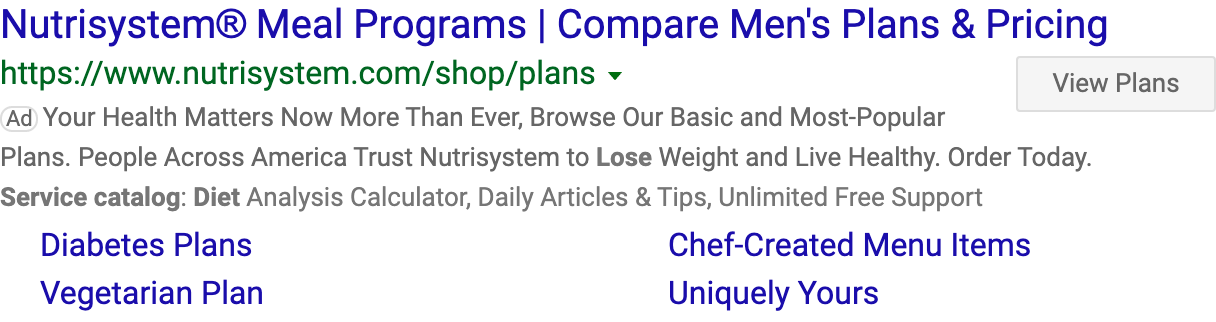 Nutrisystem® Meal Programs | Compare Men's Plans & Pricing
https://www.nutrisystem.com/shop/plans
View Plans
Ad Your Health Matters Now More Than Ever, Browse Our Basic and Most-Popular
Plans. People Across America Trust Nutrisystem to Lose Weight and Live Healthy. Order Today.
Service catalog: Diet Analysis Calculator, Daily Articles & Tips, Unlimited Free Support
Diabetes Plans
Chef-Created Menu Items
Vegetarian Plan
Uniquely Yours